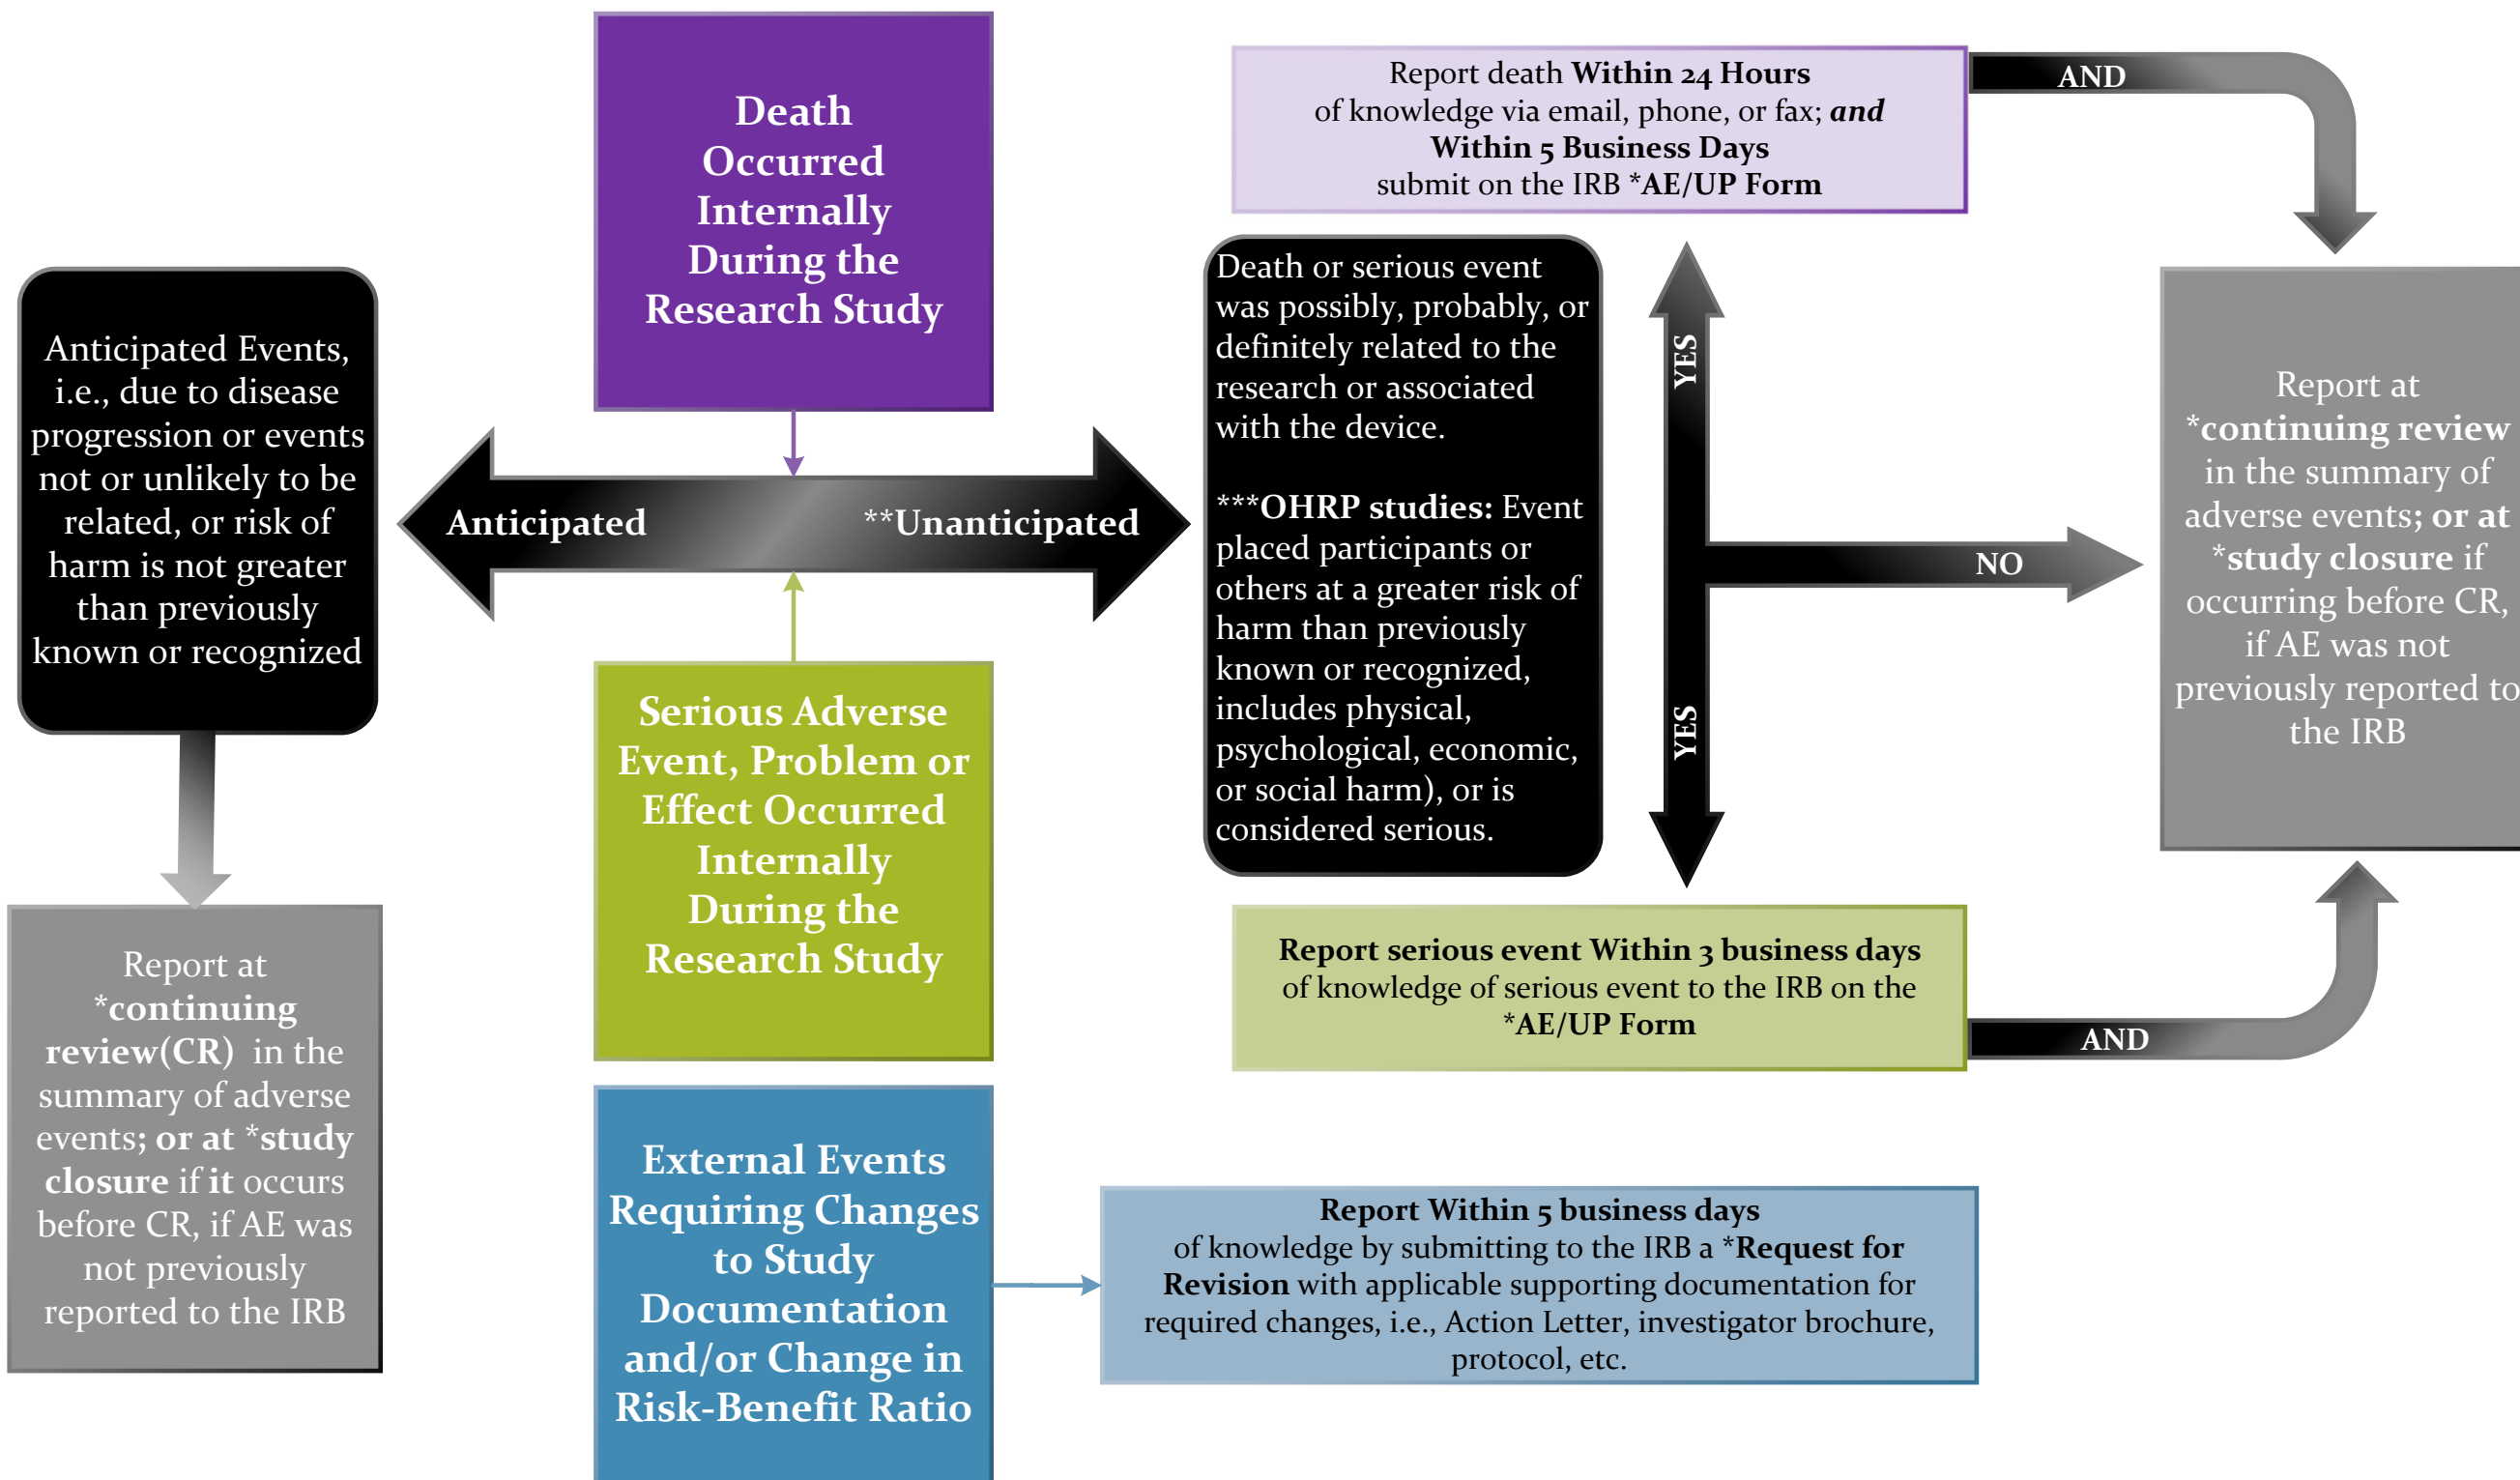 Death
Occurred
Internally
During the
Research Study
Report death Within 24 Hours
of knowledge via email, phone, or fax; and
Within 5 Business Days
submit on the IRB *AE/UP Form
AND
Anticipated Events,
i.e., due to disease
progression or events
not or unlikely to be
related, or risk of
harm is not greater
than previously
known or recognized
Anticipated
**Unanticipated
Death or serious event
was possibly, probably, or
definitely related to the
research or associated
with the device.
***OHRP studies: Event
placed participants or
others at a greater risk of
harm than previously
known or recognized,
includes physical,
psychological, economic,
or social harm), or is
considered serious.
YES
NO
YES
Report at
*continuing review
in the summary of
adverse events; or at
*study closure if
occurring before CR,
if AE was not
previously reported to
the IRB
Serious Adverse
Event, Problem or
Effect Occurred
Internally
During the
Research Study
Report serious event Within 3 business days
of knowledge of serious event to the IRB on the
*AE/UP Form
AND
Report at
*continuing
review(CR) in the
summary of adverse
events; or at *study
closure if it occurs
before CR, if AE was
not previously
reported to the IRB
External Events
Requiring Changes
to Study
Documentation
and/or Change in
Risk-Benefit Ratio
Report Within 5 business days
of knowledge by submitting to the IRB a *Request for
Revision with applicable supporting documentation for
required changes, i.e., Action Letter, investigator brochure,
protocol, etc.